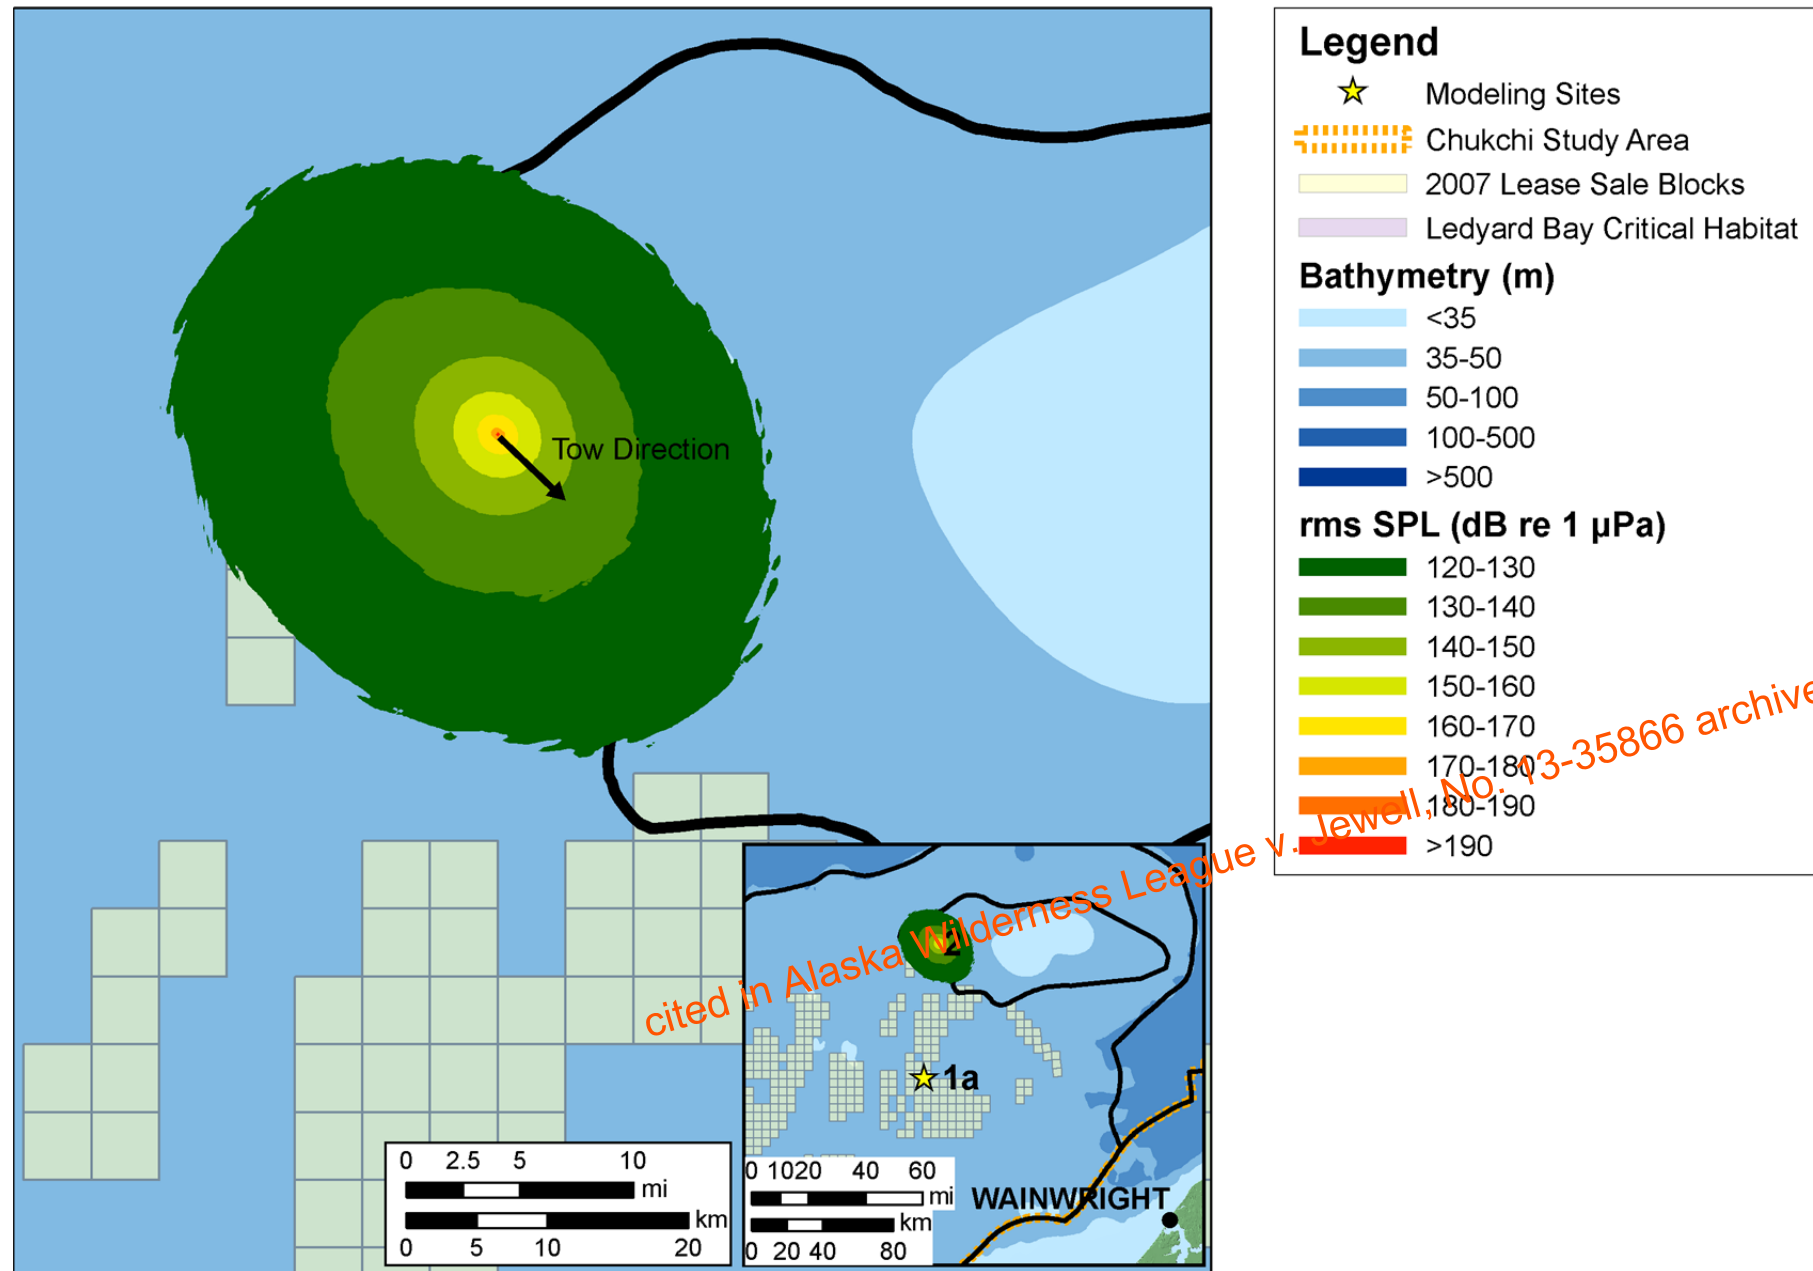 Tow Direction
0 2.5 5 10
mi
km
0 5 10 20
2
1a
0 10 20 40 60
mi
km
0 20 40 80
WAINWRIGHT
Legend
Modeling Sites
Chukchi Study Area
2007 Lease Sale Blocks
Ledyard Bay Critical Habitat
Bathymetry (m)
<35
35-50
50-100
100-500
>500
rms SPL (dB re 1 µPa)
120-130
130-140
140-150
150-160
160-170
170-180
180-190
>190
cited in Alaska Wilderness League v. Jewell, No. 13-35866 archive